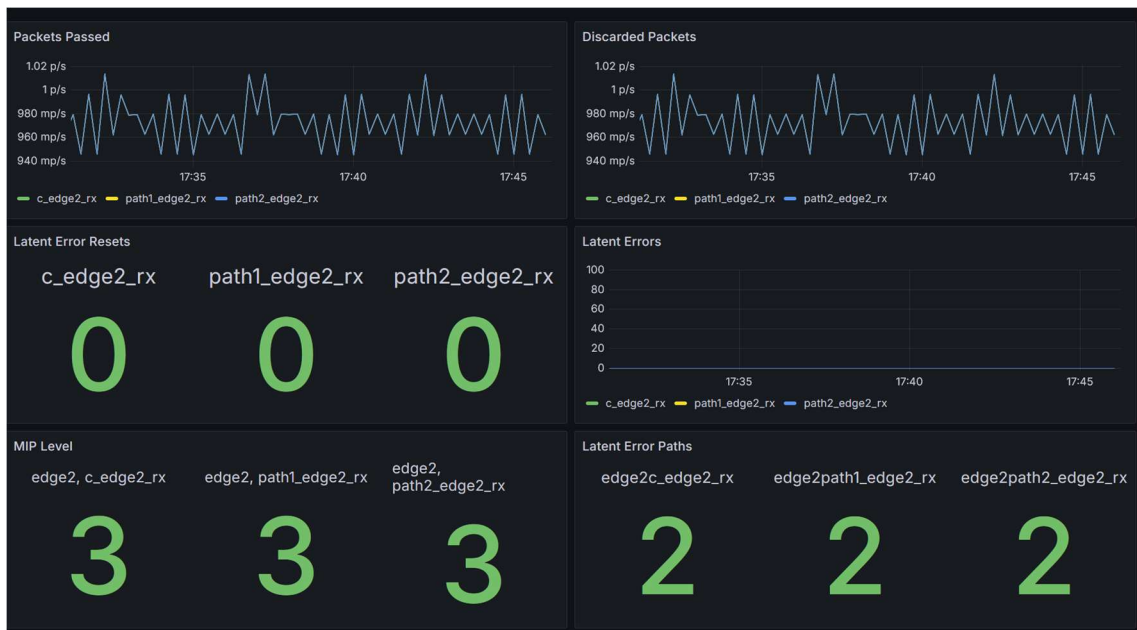 Packets Passed
1.02 p/s
1 p/s
980 mp/s
960 mp/s
940 mp/s
17:35 17:40 17:45
c_edge2_rx path1_edge2_rx path2_edge2_rx
Discarded Packets
1.02 p/s
1 p/s
980 mp/s
960 mp/s
940 mp/s
17:35 17:40 17:45
c_edge2_rx path1_edge2_rx path2_edge2_rx
Latent Error Resets
c_edge2_rx path1_edge2_rx path2_edge2_rx
0 0 0
Latent Errors
100
80
60
40
20
0
17:35 17:40 17:45
c_edge2_rx path1_edge2_rx path2_edge2_rx
MIP Level
edge2, c_edge2_rx edge2, path1_edge2_rx edge2,
path2_edge2_rx
3 3 3
Latent Error Paths
edge2c_edge2_rx edge2path1_edge2_rx edge2path2_edge2_rx
2 2 2